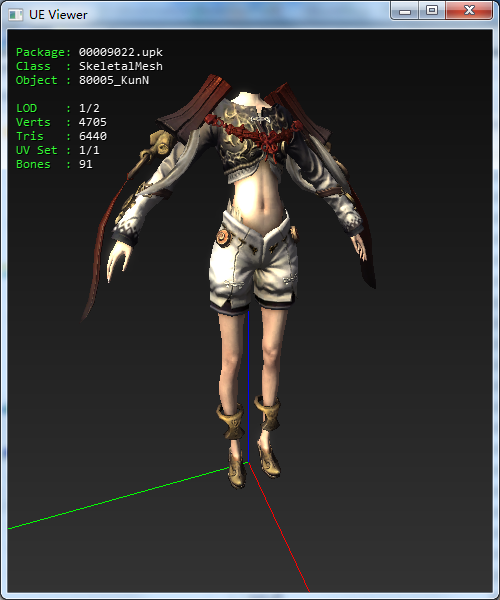 UE Viewer
Package: 00009022.upk
Class : SkeletalMesh
Object : 80005_KunN
LOD : 1/2
Verts : 4705
Tris : 6440
UV Set : 1/1
Bones : 91